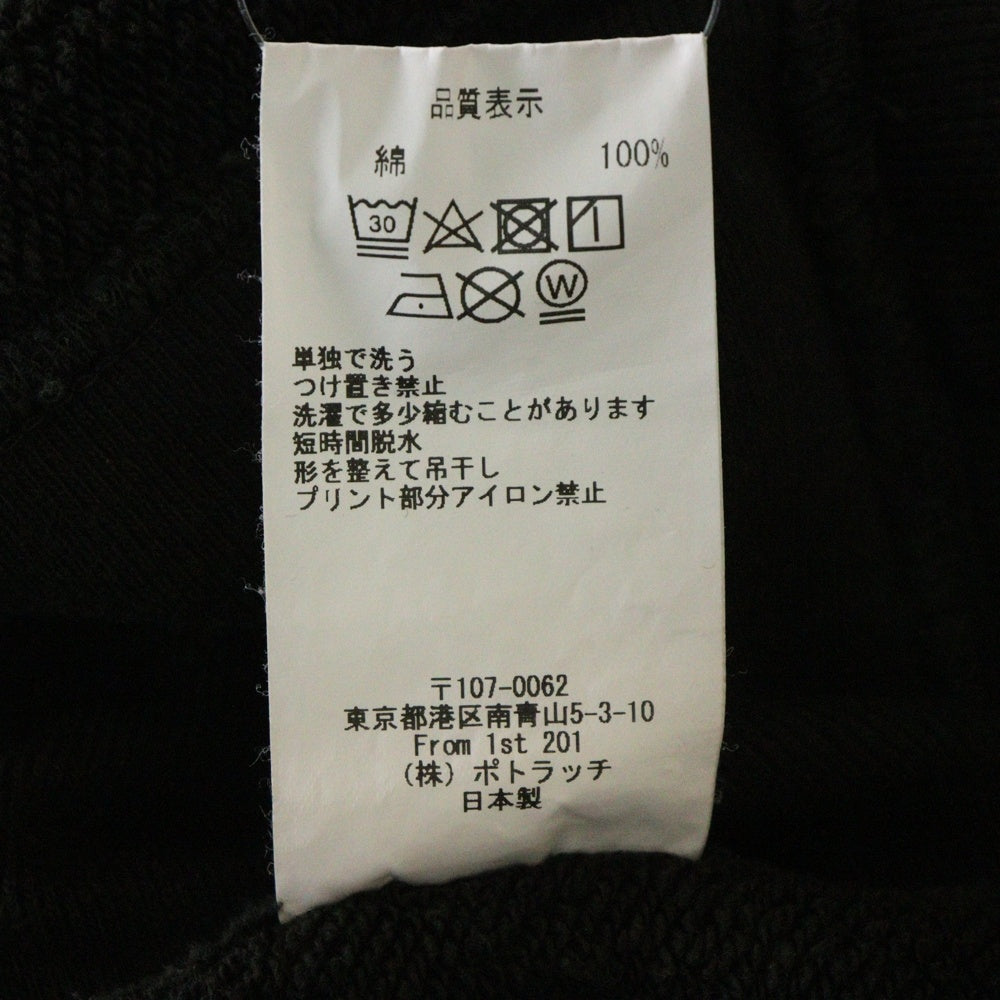 品質表示
綿 100%
30
W
単独で洗う
つけ置き禁止
洗濯で多少縮むことがあります
短時間脱水
形を整えて吊干し
プリント部分アイロン禁止
〒107-0062
東京都港区南青山5-3-10
From 1st 201
(株) ポトラッチ
日本製